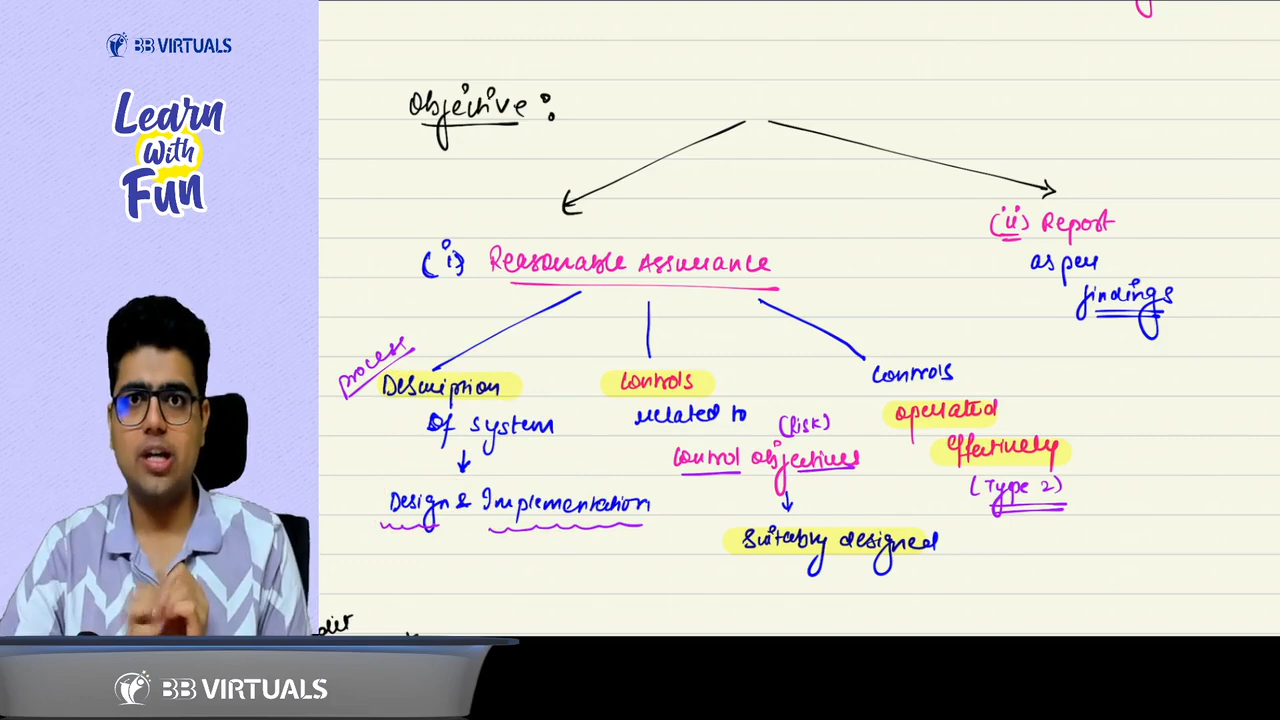 BB VIRTUALS
Learn
With
Fun
Objective :
(i) Reasonable Assurance
(ii) Report
as per
findings
process
Description
Of system
Design & Implementation
Controls
related to
(Risk)
Control objectives
Suitably designed
Controls
operated
effectively
(Type 2)
BB VIRTUALS